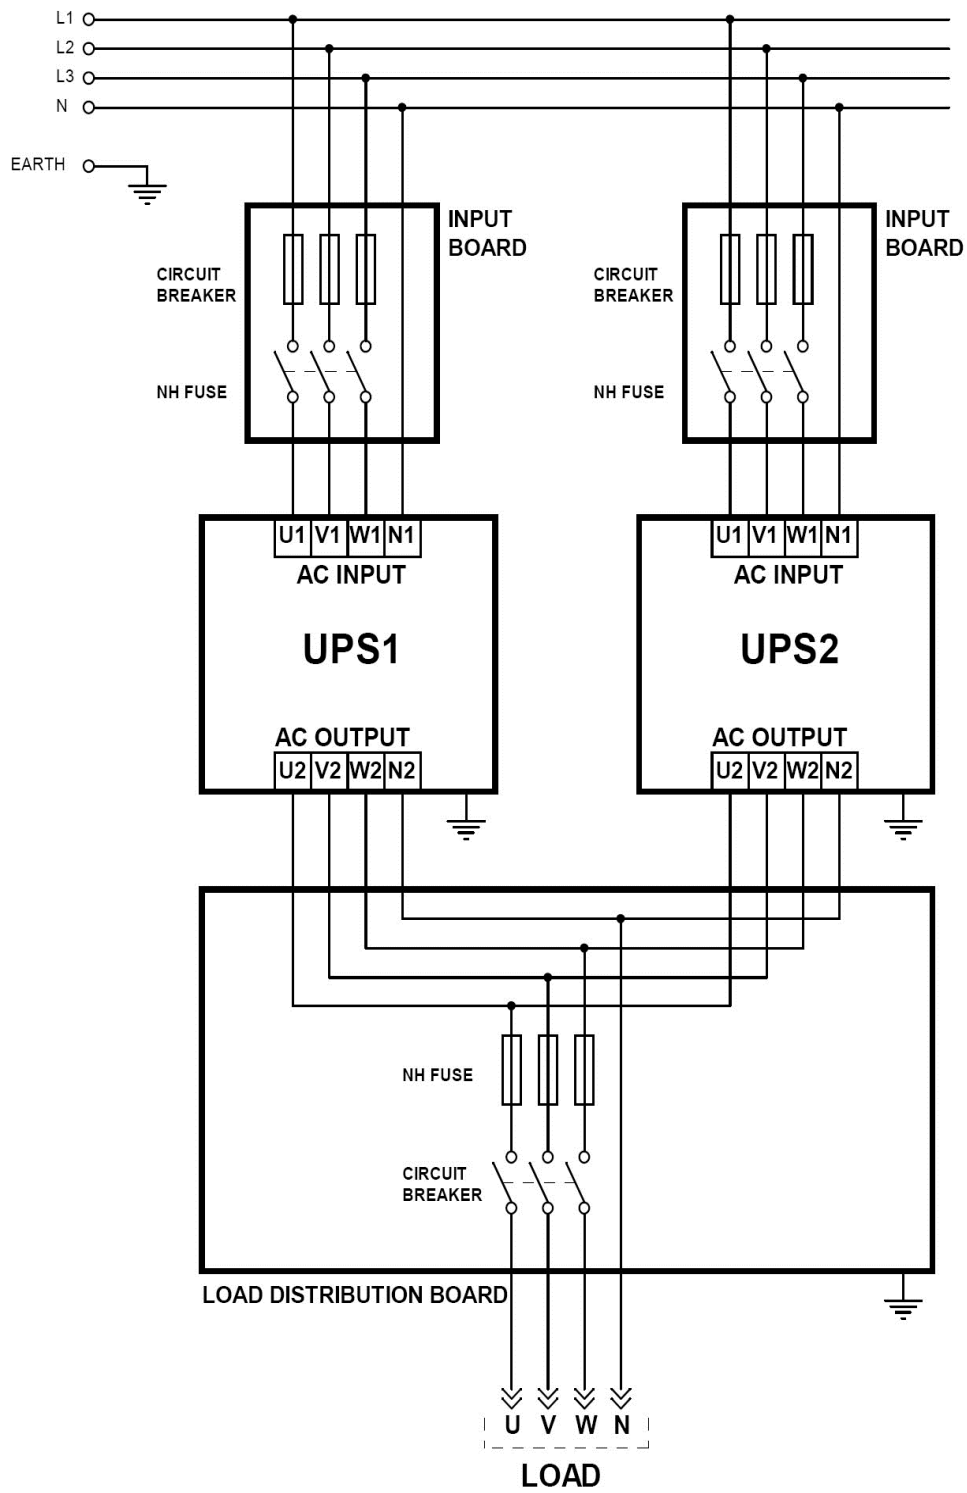 L1
L2
L3
N
EARTH
INPUT
BOARD
CIRCUIT
BREAKER
NH FUSE
INPUT
BOARD
CIRCUIT
BREAKER
NH FUSE
U1 V1 W1 N1
AC INPUT
UPS1
AC OUTPUT
U2 V2 W2 N2
U1 V1 W1 N1
AC INPUT
UPS2
AC OUTPUT
U2 V2 W2 N2
NH FUSE
CIRCUIT
BREAKER
LOAD DISTRIBUTION BOARD
U V W N
LOAD